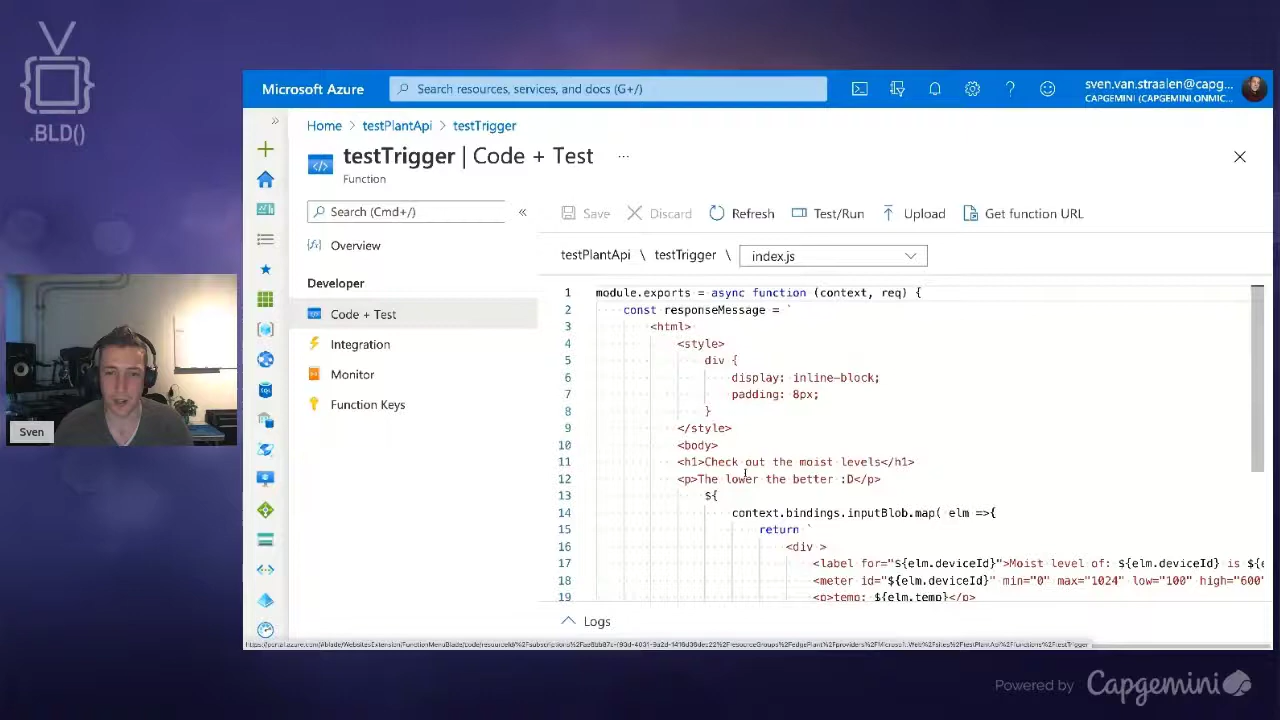 .BLD()
Microsoft Azure
Search resources, services, and docs (G+/)
sven.van.straalen@capg...
CAPGEMINI (CAPGEMINI.ONMIC...
Home > testPlantApi > testTrigger
testTrigger | Code + Test ...
Function
Search (Cmd+/)
«
Save Discard Refresh Test/Run Upload Get function URL
Overview
Developer
Code + Test
Integration
Monitor
Function Keys
testPlantApi \ testTrigger \ index.js
1 module.exports = async function (context, req) {
2 const responseMessage = `
3 <html>
4 <style>
5 div {
6 display: inline-block;
7 padding: 8px;
8 }
9 </style>
10 <body>
11 <h1>Check out the moist levels</h1>
12 <p>The lower the better :D</p>
13 ${
14 context.bindings.inputBlob.map( elm =>{
15 return `
16 <div >
17 <label for="${elm.deviceId}">Moist level of: ${elm.deviceId} is ${e
18 <meter id="${elm.deviceId}" min="0" max="1024" low="100" high="600"
19 <p>temp: ${elm.temp}</p>
Logs
Sven
Powered by Capgemini